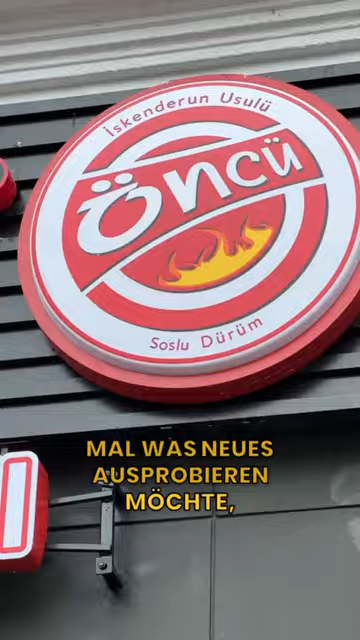 İskenderun Usulü
öncü
Soslu Dürüm
MAL WAS NEUES
AUSPROBIEREN
MÖCHTE,